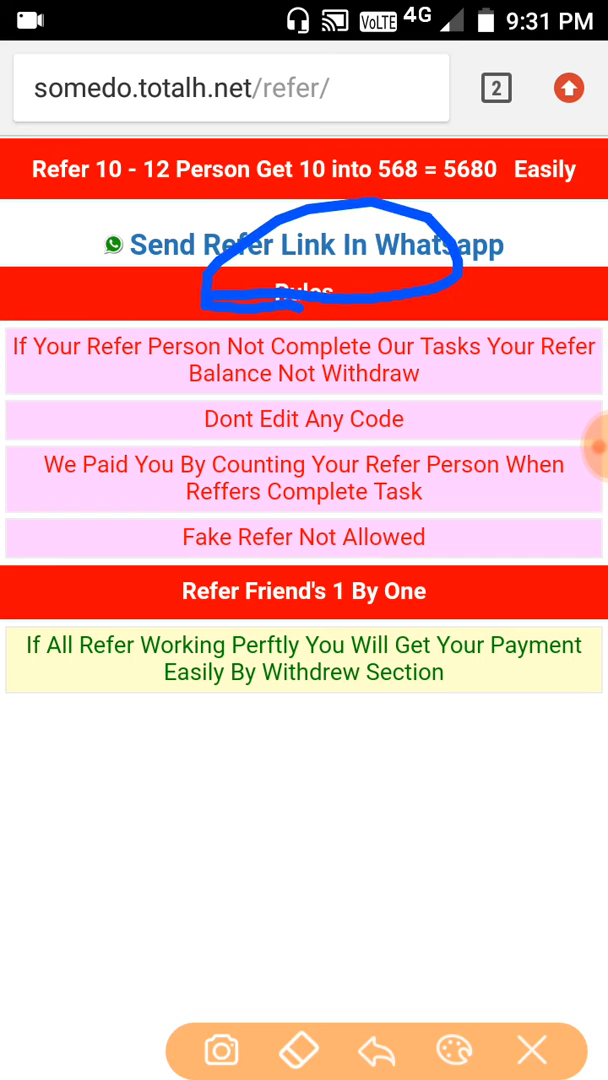 VoLTE 4G 9:31 PM
somedo.totalh.net/refer/
2
Refer 10 - 12 Person Get 10 into 568 = 5680 Easily
Send Refer Link In Whatsapp
Rules
If Your Refer Person Not Complete Our Tasks Your Refer
Balance Not Withdraw
Dont Edit Any Code
We Paid You By Counting Your Refer Person When
Reffers Complete Task
Fake Refer Not Allowed
Refer Friend's 1 By One
If All Refer Working Perftly You Will Get Your Payment
Easily By Withdrew Section